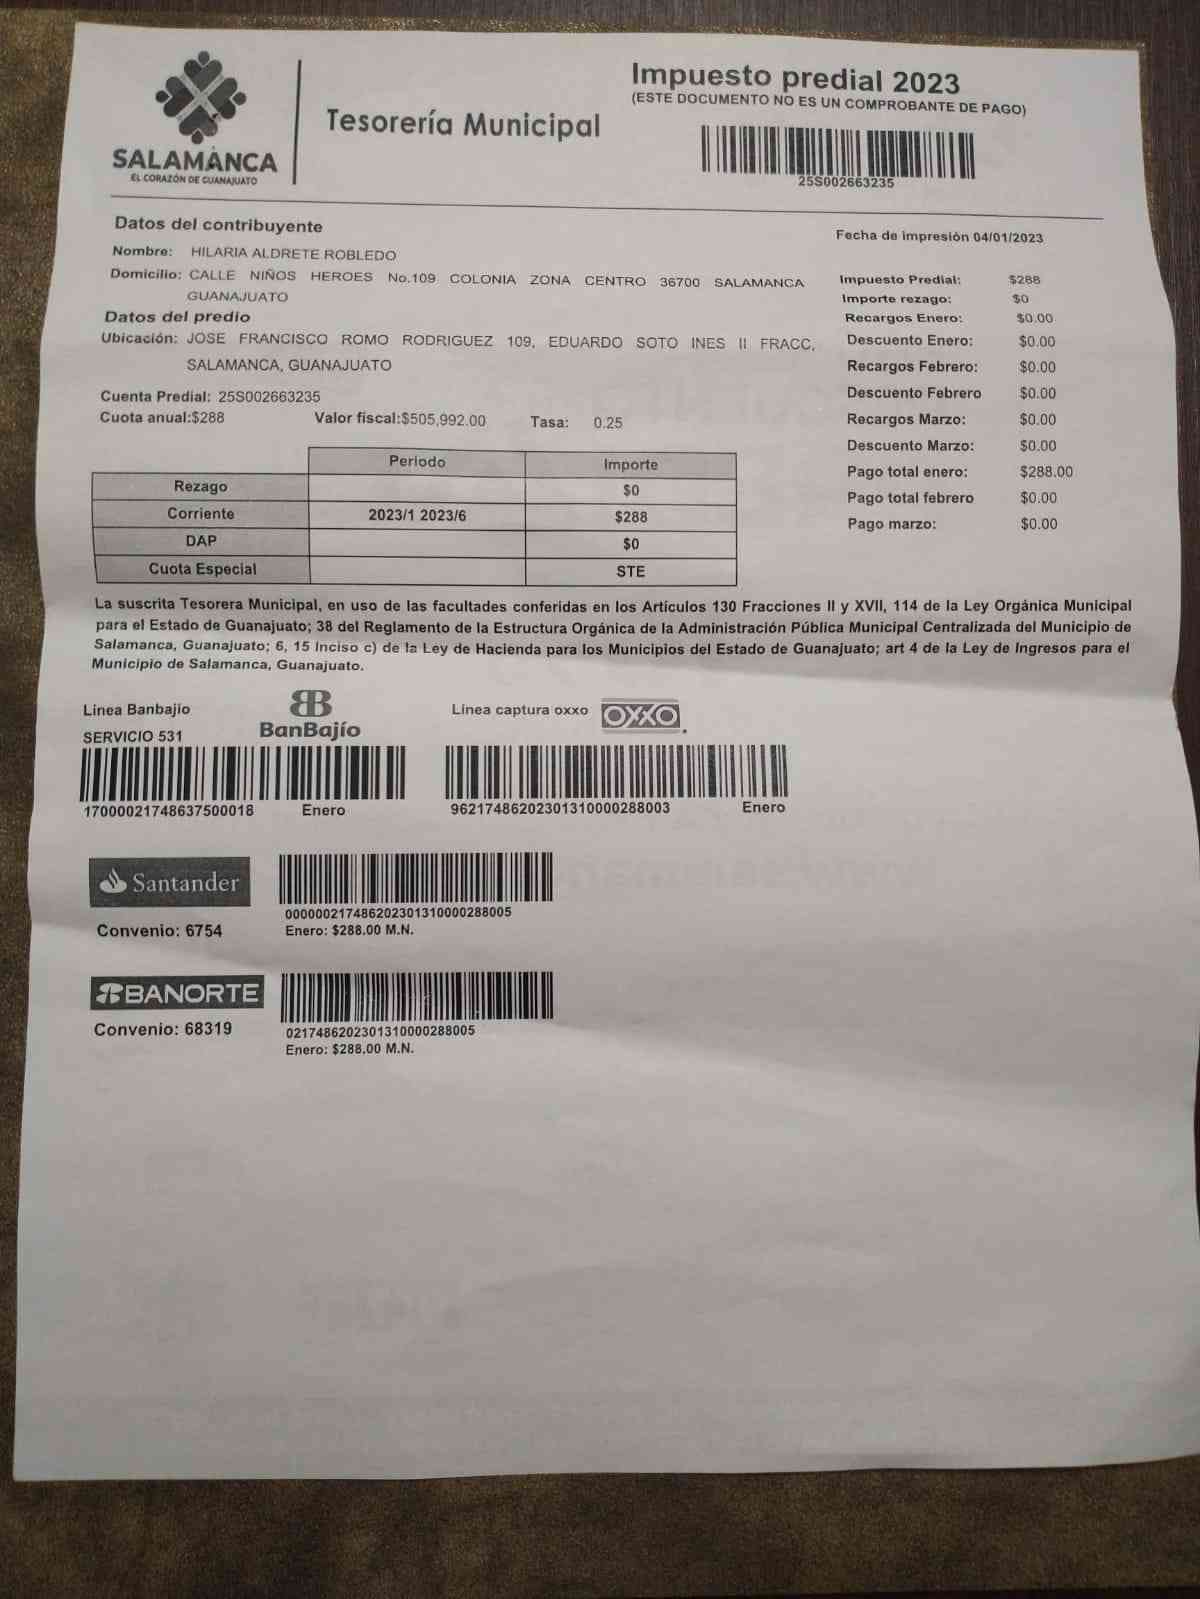 Impuesto predial 2023
(ESTE DOCUMENTO NO ES UN COMPROBANTE DE PAGO)
Tesorería Municipal
SALAMANCA
EL CORAZÓN DE GUANAJUATO
25S002663235
Datos del contribuyente
Fecha de impresión 04/01/2023
Nombre: HILARIA ALDRETE ROBLEDO
Domicilio: CALLE NIÑOS HEROES No.109 COLONIA ZONA CENTRO 36700 SALAMANCA
GUANAJUATO
Datos del predio
Ubicación: JOSE FRANCISCO ROMO RODRIGUEZ 109, EDUARDO SOTO INES II FRACC,
SALAMANCA, GUANAJUATO
Cuenta Predial: 25S002663235
Cuota anual:$288 Valor fiscal:$505,992.00 Tasa: 0.25
Impuesto Predial: $288
Importe rezago: $0
Recargos Enero: $0.00
Descuento Enero: $0.00
Recargos Febrero: $0.00
Descuento Febrero $0.00
Recargos Marzo: $0.00
Descuento Marzo: $0.00
Pago total enero: $288.00
Pago total febrero $0.00
Pago marzo: $0.00
Periodo Importe
Rezago $0
Corriente 2023/1 2023/6 $288
DAP $0
Cuota Especial STE
La suscrita Tesorera Municipal, en uso de las facultades conferidas en los Artículos 130 Fracciones II y XVII, 114 de la Ley Orgánica Municipal
para el Estado de Guanajuato; 38 del Reglamento de la Estructura Orgánica de la Administración Pública Municipal Centralizada del Municipio de
Salamanca, Guanajuato; 6, 15 Inciso c) de la Ley de Hacienda para los Municipios del Estado de Guanajuato; art 4 de la Ley de Ingresos para el
Municipio de Salamanca, Guanajuato.
Linea Banbajio
BanBajío
SERVICIO 531
17000021748637500018 Enero
Línea captura oxxo
OXXO
96217486202301310000288003 Enero
Santander
Convenio: 6754
000000217486202301310000288005
Enero: $288.00 M.N.
BANORTE
Convenio: 68319
0217486202301310000288005
Enero: $288.00 M.N.